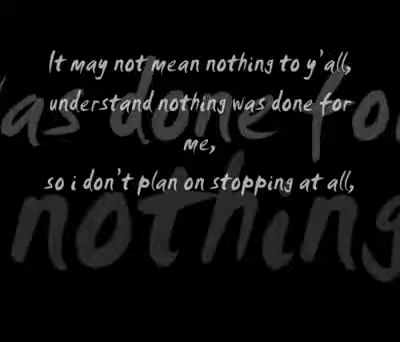 It may not mean nothing to y'all,
understand nothing was done for
me,
so i don't plan on stopping at all,
as done for
nothing